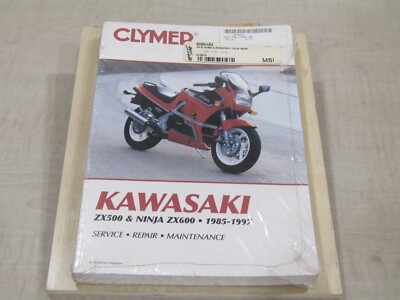 CLYMER
MSI
KAWASAKI
ZX500 & NINJA ZX600 • 1985-1997
SERVICE • REPAIR • MAINTENANCE